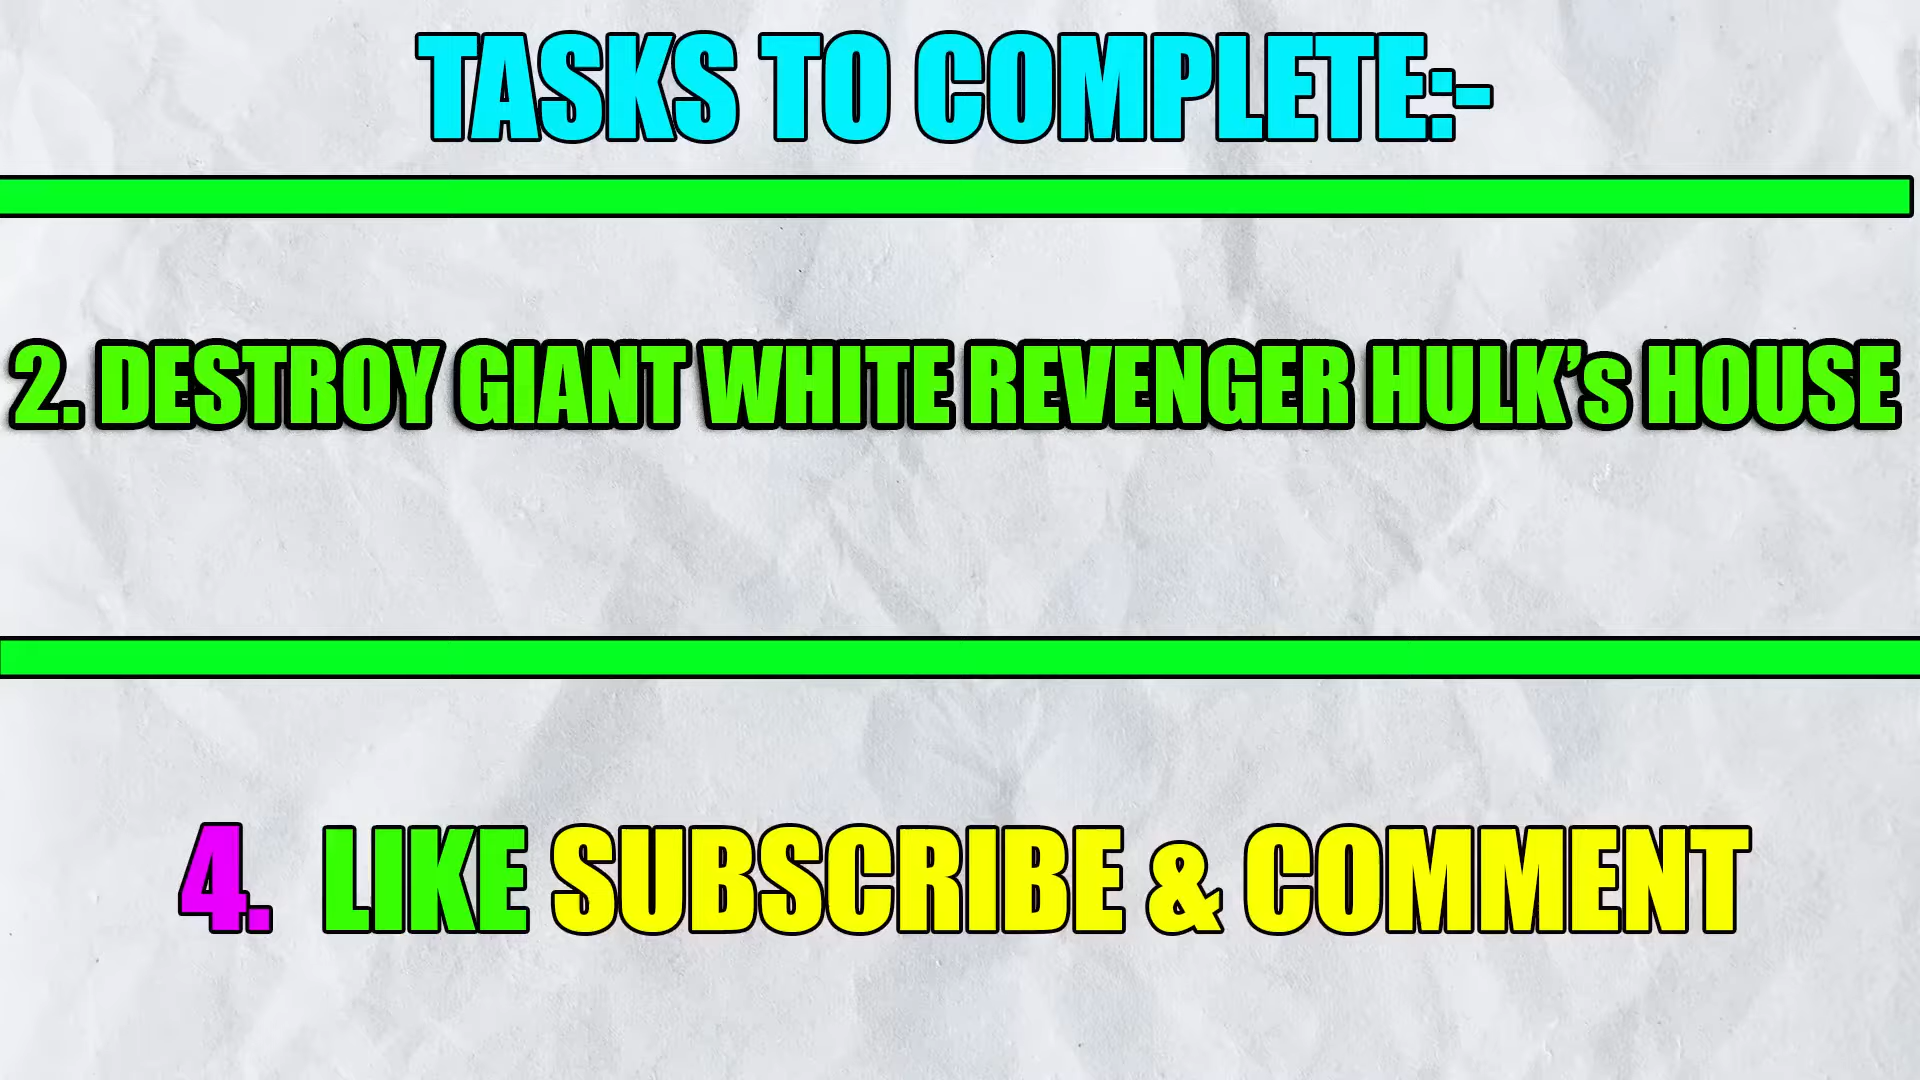 TASKS TO COMPLETE:-
2. DESTROY GIANT WHITE REVENGER HULK’s HOUSE
4. LIKE SUBSCRIBE & COMMENT